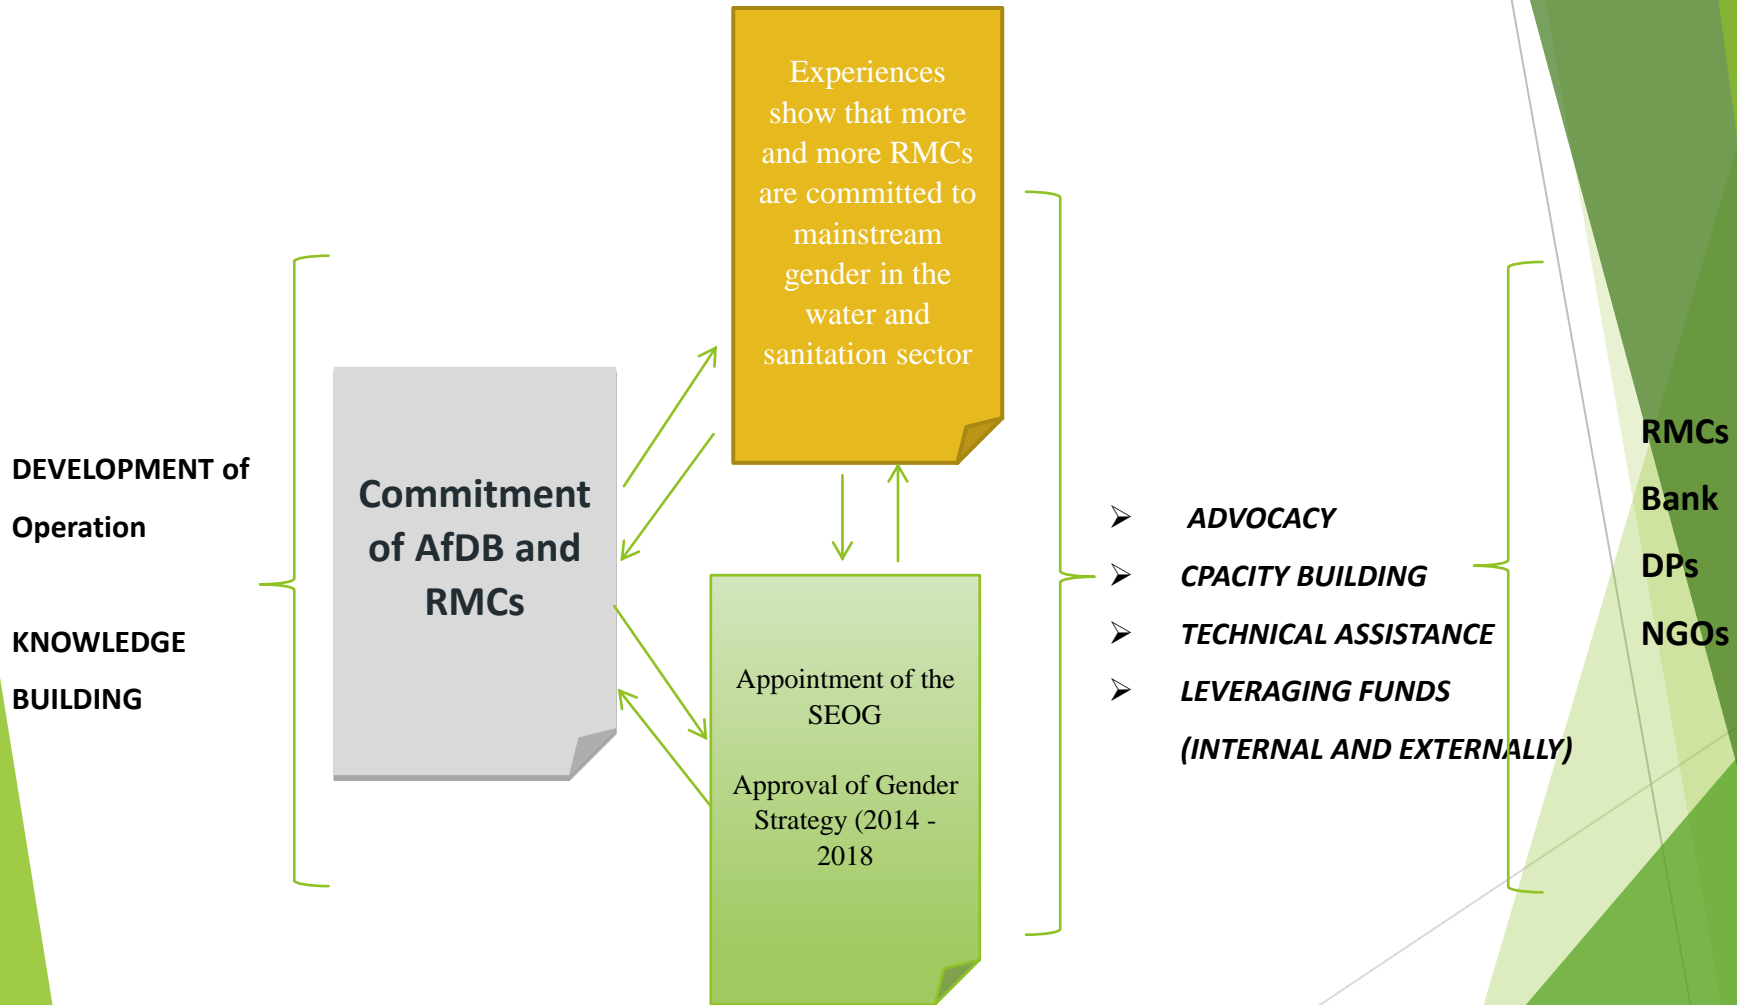 DEVELOPMENT of
Operation
KNOWLEDGE
BUILDING
Commitment
of AfDB and
RMCs
Experiences
show that more
and more RMCs
are committed to
mainstream
gender in the
water and
sanitation sector
Appointment of the
SEOG
Approval of Gender
Strategy (2014 -
2018
➢ ADVOCACY
➢ CPACITY BUILDING
➢ TECHNICAL ASSISTANCE
➢ LEVERAGING FUNDS
(INTERNAL AND EXTERNALLY)
RMCs
Bank
DPs
NGOs